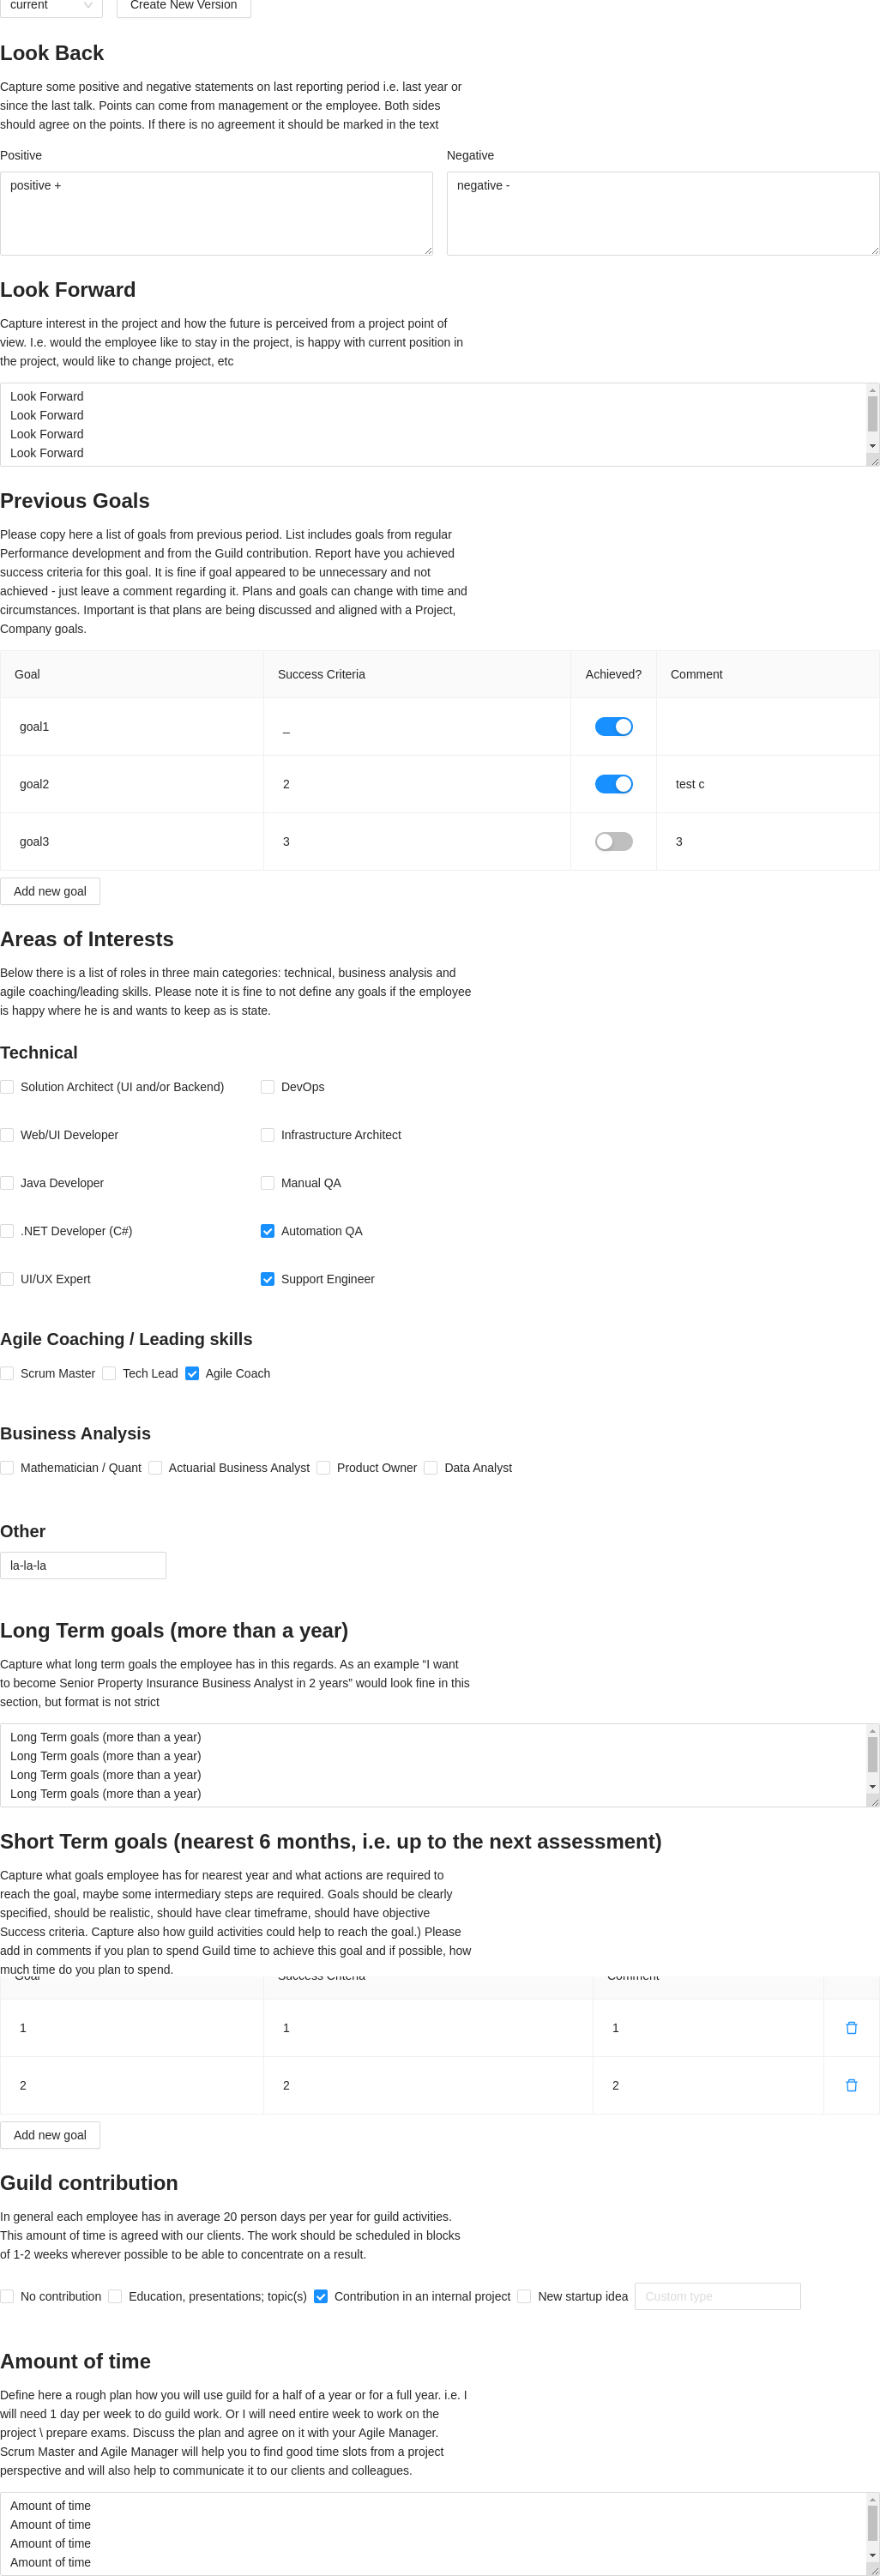 current Create New Version
Look Back
Capture some positive and negative statements on last reporting period i.e. last year or
since the last talk. Points can come from management or the employee. Both sides
should agree on the points. If there is no agreement it should be marked in the text
Positive Negative
positive + negative -
Look Forward
Capture interest in the project and how the future is perceived from a project point of
view. I.e. would the employee like to stay in the project, is happy with current position in
the project, would like to change project, etc
Look Forward
Look Forward
Look Forward
Look Forward
Previous Goals
Please copy here a list of goals from previous period. List includes goals from regular
Performance development and from the Guild contribution. Report have you achieved
success criteria for this goal. It is fine if goal appeared to be unnecessary and not
achieved - just leave a comment regarding it. Plans and goals can change with time and
circumstances. Important is that plans are being discussed and aligned with a Project,
Company goals.
Goal Success Criteria Achieved? Comment
goal1 _
goal2 2 test c
goal3 3 3
Add new goal
Areas of Interests
Below there is a list of roles in three main categories: technical, business analysis and
agile coaching/leading skills. Please note it is fine to not define any goals if the employee
is happy where he is and wants to keep as is state.
Technical
Solution Architect (UI and/or Backend) DevOps
Web/UI Developer Infrastructure Architect
Java Developer Manual QA
.NET Developer (C#) Automation QA
UI/UX Expert Support Engineer
Agile Coaching / Leading skills
Scrum Master Tech Lead Agile Coach
Business Analysis
Mathematician / Quant Actuarial Business Analyst Product Owner Data Analyst
Other
la-la-la
Long Term goals (more than a year)
Capture what long term goals the employee has in this regards. As an example “I want
to become Senior Property Insurance Business Analyst in 2 years” would look fine in this
section, but format is not strict
Long Term goals (more than a year)
Long Term goals (more than a year)
Long Term goals (more than a year)
Long Term goals (more than a year)
Short Term goals (nearest 6 months, i.e. up to the next assessment)
Capture what goals employee has for nearest year and what actions are required to
reach the goal, maybe some intermediary steps are required. Goals should be clearly
specified, should be realistic, should have clear timeframe, should have objective
Success criteria. Capture also how guild activities could help to reach the goal.) Please
add in comments if you plan to spend Guild time to achieve this goal and if possible, how
much time do you plan to spend.
Goal Success Criteria Comment
1 1 1
2 2 2
Add new goal
Guild contribution
In general each employee has in average 20 person days per year for guild activities.
This amount of time is agreed with our clients. The work should be scheduled in blocks
of 1-2 weeks wherever possible to be able to concentrate on a result.
No contribution Education, presentations; topic(s) Contribution in an internal project New startup idea Custom type
Amount of time
Define here a rough plan how you will use guild for a half of a year or for a full year. i.e. I
will need 1 day per week to do guild work. Or I will need entire week to work on the
project \ prepare exams. Discuss the plan and agree on it with your Agile Manager.
Scrum Master and Agile Manager will help you to find good time slots from a project
perspective and will also help to communicate it to our clients and colleagues.
Amount of time
Amount of time
Amount of time
Amount of time